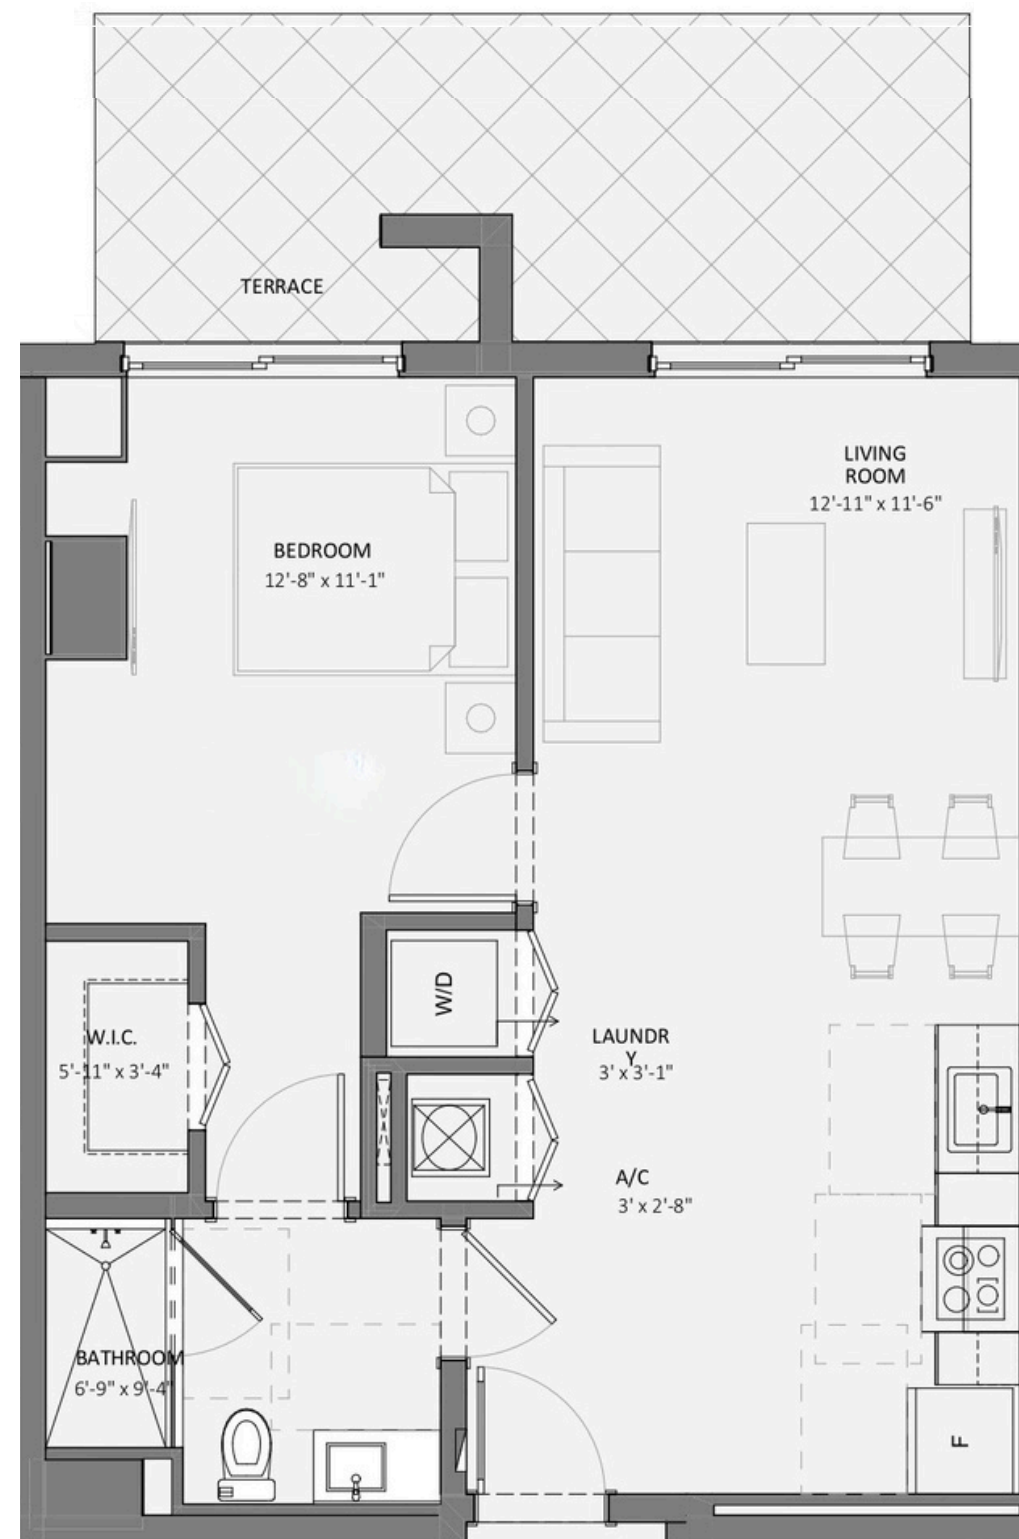 TERRACE
LIVING
ROOM
12'-11" x 11'-6"
BEDROOM
12'-8" x 11'-1"
W/D
W.I.C.
5'-11" x 3'-4"
LAUNDR
Y
3' x 3'-1"
A/C
3' x 2'-8"
BATHROOM
6'-9" x 9'-4"
F